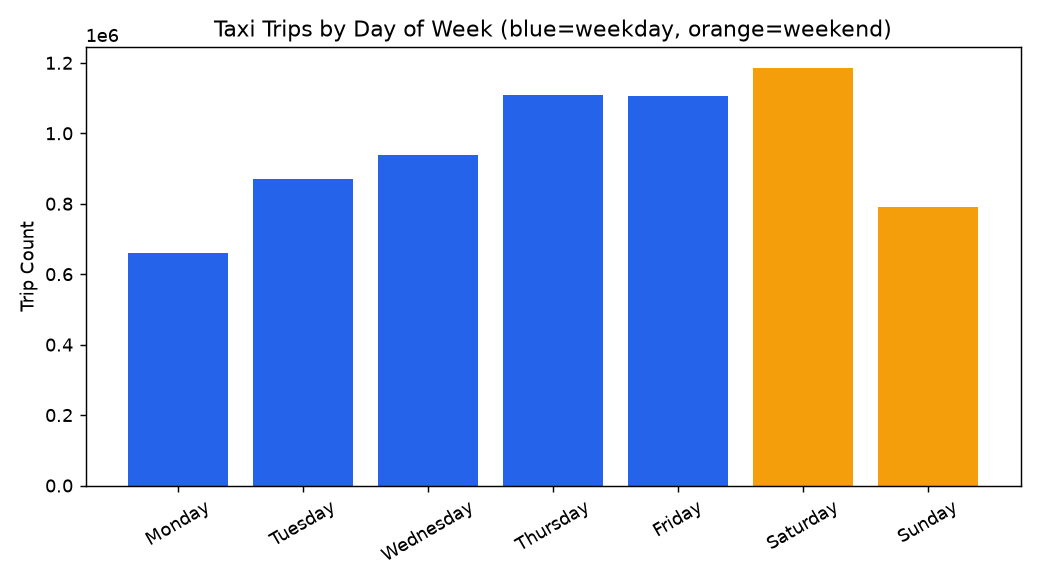 Taxi Trips by Day of Week (blue=weekday, orange=weekend)
1e6
1.2
1.0
0.8
0.6
0.4
0.2
0.0
Trip Count
Monday
Tuesday
Wednesday
Thursday
Friday
Saturday
Sunday